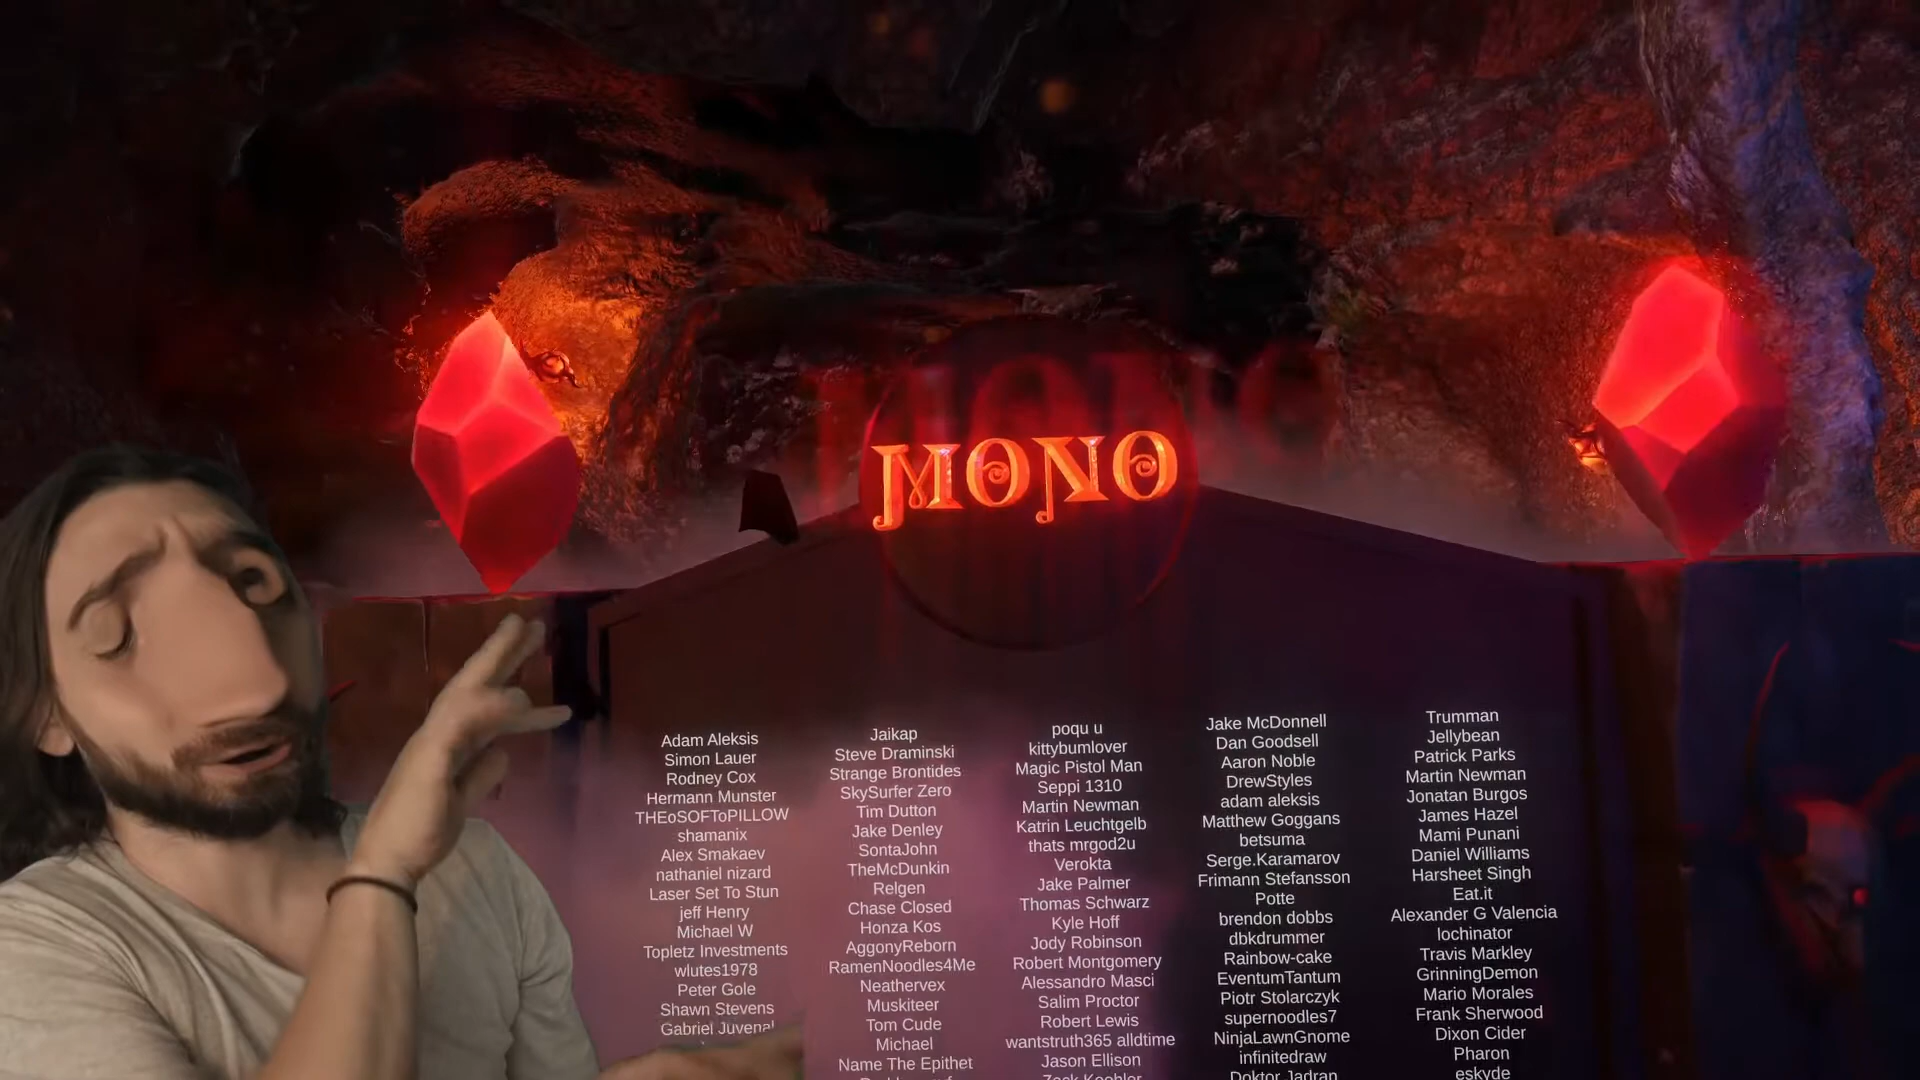 MONO
Adam Aleksis
Simon Lauer
Rodney Cox
Hermann Munster
THEoSOFToPILLOW
shamanix
Alex Smakaev
nathaniel nizard
Laser Set To Stun
jeff Henry
Michael W
Topletz Investments
wlutes1978
Peter Gole
Shawn Stevens
Gabriel Juvenal
Jaikap
Steve Draminski
Strange Brontides
SkySurfer Zero
Tim Dutton
Jake Denley
SontaJohn
TheMcDunkin
Relgen
Chase Closed
Honza Kos
AggonyReborn
RamenNoodles4Me
Neathervex
Muskiteer
Tom Cude
Michael
Name The Epithet
poqu u
kittybumlover
Magic Pistol Man
Seppi 1310
Martin Newman
Katrin Leuchtgelb
thats mrgod2u
Verokta
Jake Palmer
Thomas Schwarz
Kyle Hoff
Jody Robinson
Robert Montgomery
Alessandro Masci
Salim Proctor
Robert Lewis
wantstruth365 alldtime
Jason Ellison
Zack Koehler
Jake McDonnell
Dan Goodsell
Aaron Noble
DrewStyles
adam aleksis
Matthew Goggans
betsuma
Serge.Karamarov
Frimann Stefansson
Potte
brendon dobbs
dbkdrummer
Rainbow-cake
EventumTantum
Piotr Stolarczyk
supernoodles7
NinjaLawnGnome
infinitedraw
Doktor Jadran
Trumman
Jellybean
Patrick Parks
Martin Newman
Jonatan Burgos
James Hazel
Mami Punani
Daniel Williams
Harsheet Singh
Eat.it
Alexander G Valencia
lochinator
Travis Markley
GrinningDemon
Mario Morales
Frank Sherwood
Dixon Cider
Pharon
eskyde